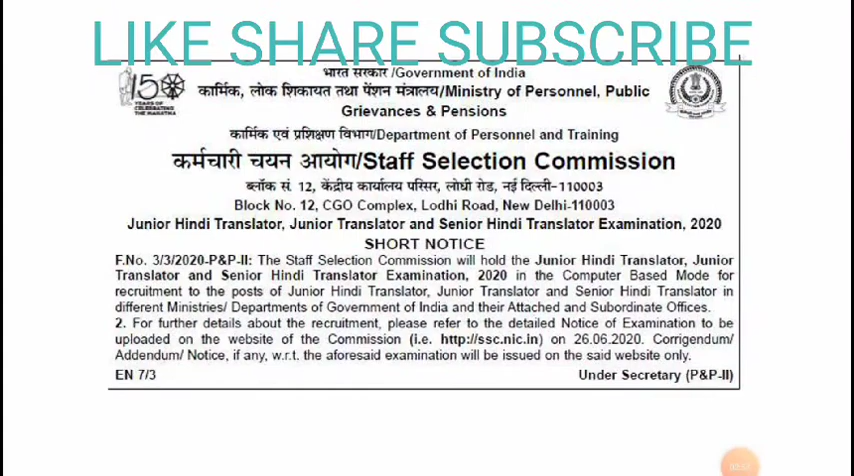 LIKE SHARE SUBSCRIBE
भारत सरकार /Government of India
कार्मिक, लोक शिकायत तथा पेंशन मंत्रालय/Ministry of Personnel, Public
Grievances & Pensions
कार्मिक एवं प्रशिक्षण विभाग/Department of Personnel and Training
कर्मचारी चयन आयोग/Staff Selection Commission
ब्लॉक सं. 12, केंद्रीय कार्यालय परिसर, लोधी रोड, नई दिल्ली-110003
Block No. 12, CGO Complex, Lodhi Road, New Delhi-110003
Junior Hindi Translator, Junior Translator and Senior Hindi Translator Examination, 2020
SHORT NOTICE
F.No. 3/3/2020-P&P-II: The Staff Selection Commission will hold the Junior Hindi Translator, Junior
Translator and Senior Hindi Translator Examination, 2020 in the Computer Based Mode for
recruitment to the posts of Junior Hindi Translator, Junior Translator and Senior Hindi Translator in
different Ministries/ Departments of Government of India and their Attached and Subordinate Offices.
2. For further details about the recruitment, please refer to the detailed Notice of Examination to be
uploaded on the website of the Commission (i.e. http://ssc.nic.in) on 26.06.2020. Corrigendum/
Addendum/ Notice, if any, w.r.t. the aforesaid examination will be issued on the said website only.
EN 7/3
Under Secretary (P&P-II)
150
YEARS OF
CELEBRATING
THE MAHATMA